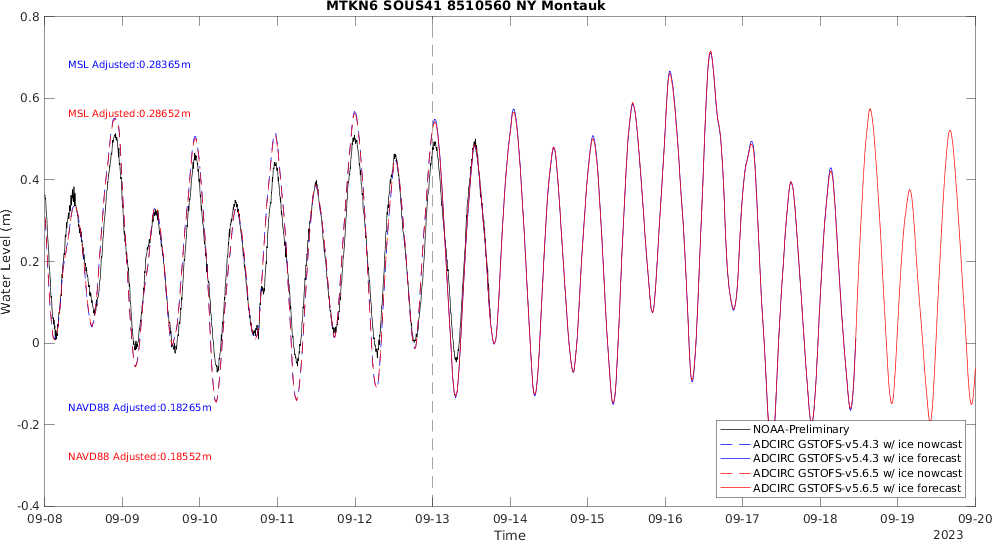 MTKN6 SOUS41 8510560 NY Montauk
0.8
0.6
0.4
0.2
0
-0.2
-0.4
Water Level (m)
MSL Adjusted:0.28365m
MSL Adjusted:0.28652m
NAVD88 Adjusted:0.18265m
NAVD88 Adjusted:0.18552m
NOAA-Preliminary
ADCIRC GSTOFS-v5.4.3 w/ ice nowcast
ADCIRC GSTOFS-v5.4.3 w/ ice forecast
ADCIRC GSTOFS-v5.6.5 w/ ice nowcast
ADCIRC GSTOFS-v5.6.5 w/ ice forecast
09-08 09-09 09-10 09-11 09-12 09-13 09-14 09-15 09-16 09-17 09-18 09-19 09-20
Time
2023